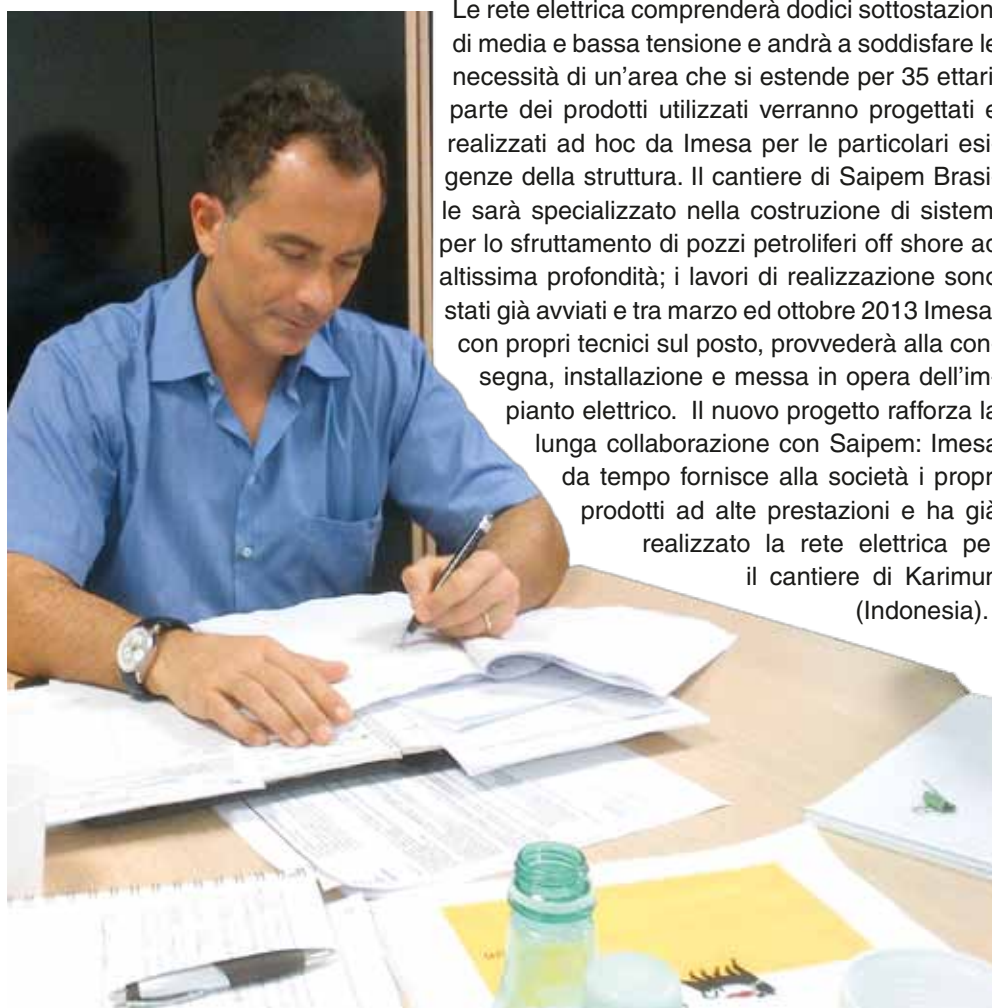 Le rete elettrica comprenderà dodici sottostazion
di media e bassa tensione e andrà a soddisfare le
necessità di un’area che si estende per 35 ettari
parte dei prodotti utilizzati verranno progettati e
realizzati ad hoc da Imesa per le particolari esi
genze della struttura. Il cantiere di Saipem Brasi
le sarà specializzato nella costruzione di sistem
per lo sfruttamento di pozzi petroliferi off shore ad
altissima profondità; i lavori di realizzazione sono
stati già avviati e tra marzo ed ottobre 2013 Imesa
con propri tecnici sul posto, provvederà alla con
segna, installazione e messa in opera dell’im-
pianto elettrico. Il nuovo progetto rafforza la
lunga collaborazione con Saipem: Imesa
da tempo fornisce alla società i propr
prodotti ad alte prestazioni e ha già
realizzato la rete elettrica pe
il cantiere di Karimun
(Indonesia).